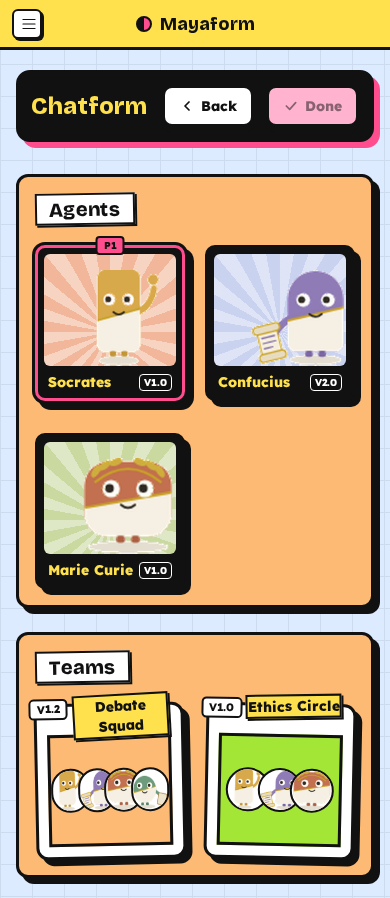 Mayaform
Chatform
Back
Done
Agents
P1
Socrates
V1.0
Confucius
V2.0
Marie Curie
V1.0
Teams
V1.2
Debate
Squad
V1.0
Ethics Circle